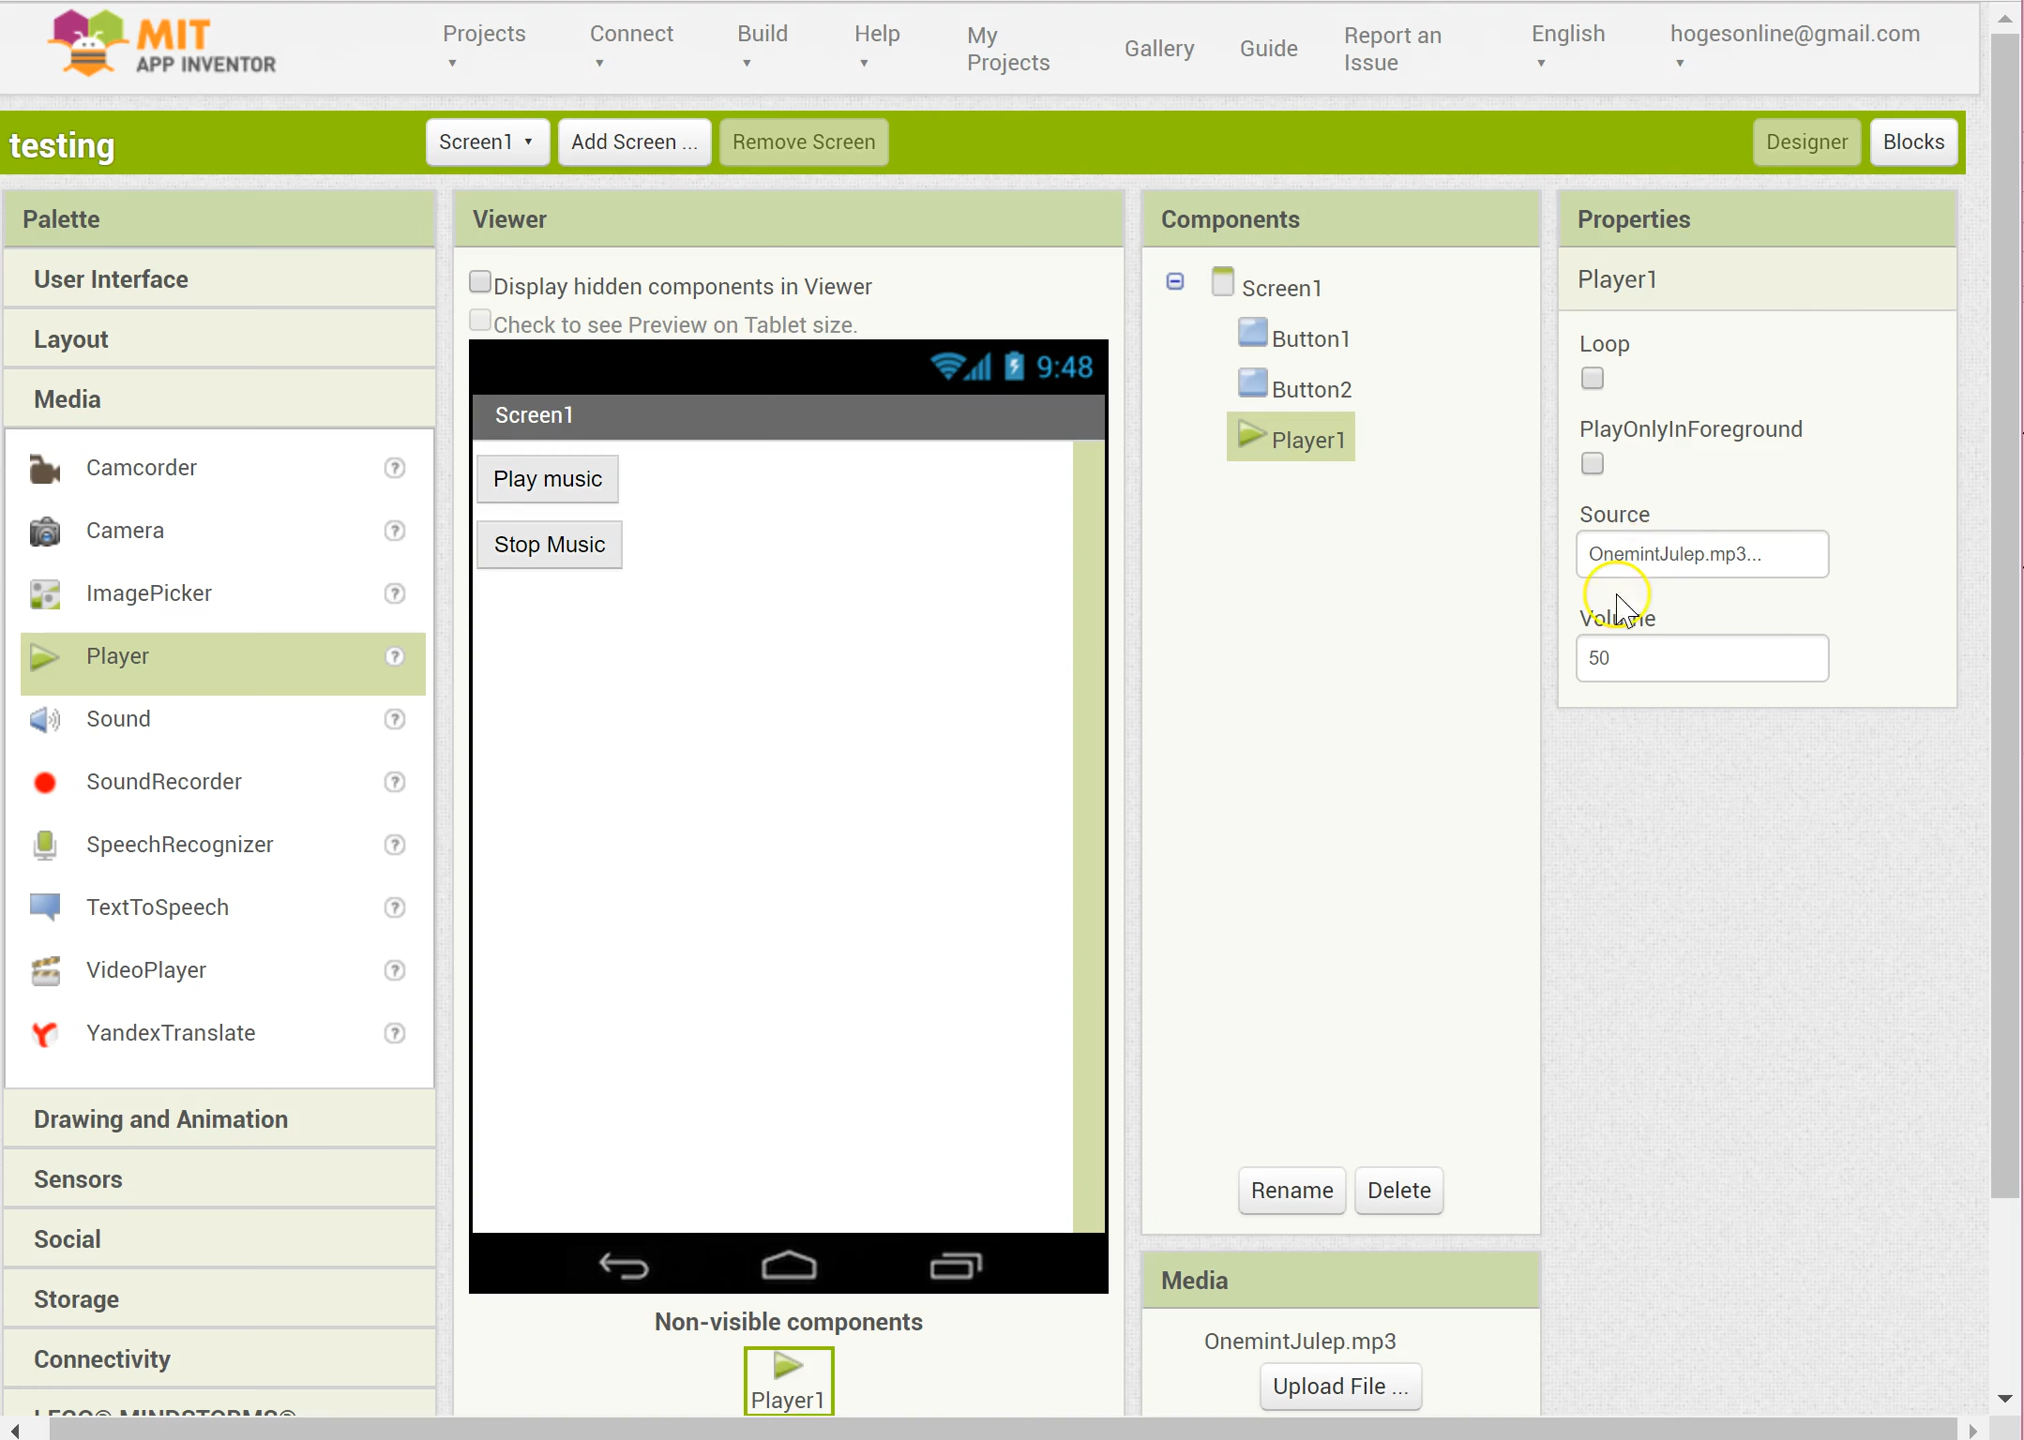 MIT
APP INVENTOR
Projects
Connect
Build
Help
My
Projects
Gallery
Guide
Report an
Issue
English
hogesonline@gmail.com
testing
Screen1
Add Screen ...
Remove Screen
Designer
Blocks
Palette
User Interface
Layout
Media
Camcorder
?
Camera
?
ImagePicker
?
Player
?
Sound
?
SoundRecorder
?
SpeechRecognizer
?
TextToSpeech
?
VideoPlayer
?
YandexTranslate
?
Drawing and Animation
Sensors
Social
Storage
Connectivity
LEGO® MINDSTORMS®
Viewer
Display hidden components in Viewer
Check to see Preview on Tablet size.
9:48
Screen1
Play music
Stop Music
Non-visible components
Player1
Components
Screen1
Button1
Button2
Player1
Rename
Delete
Media
OnemintJulep.mp3
Upload File ...
Properties
Player1
Loop
PlayOnlyInForeground
Source
OnemintJulep.mp3...
Volume
50